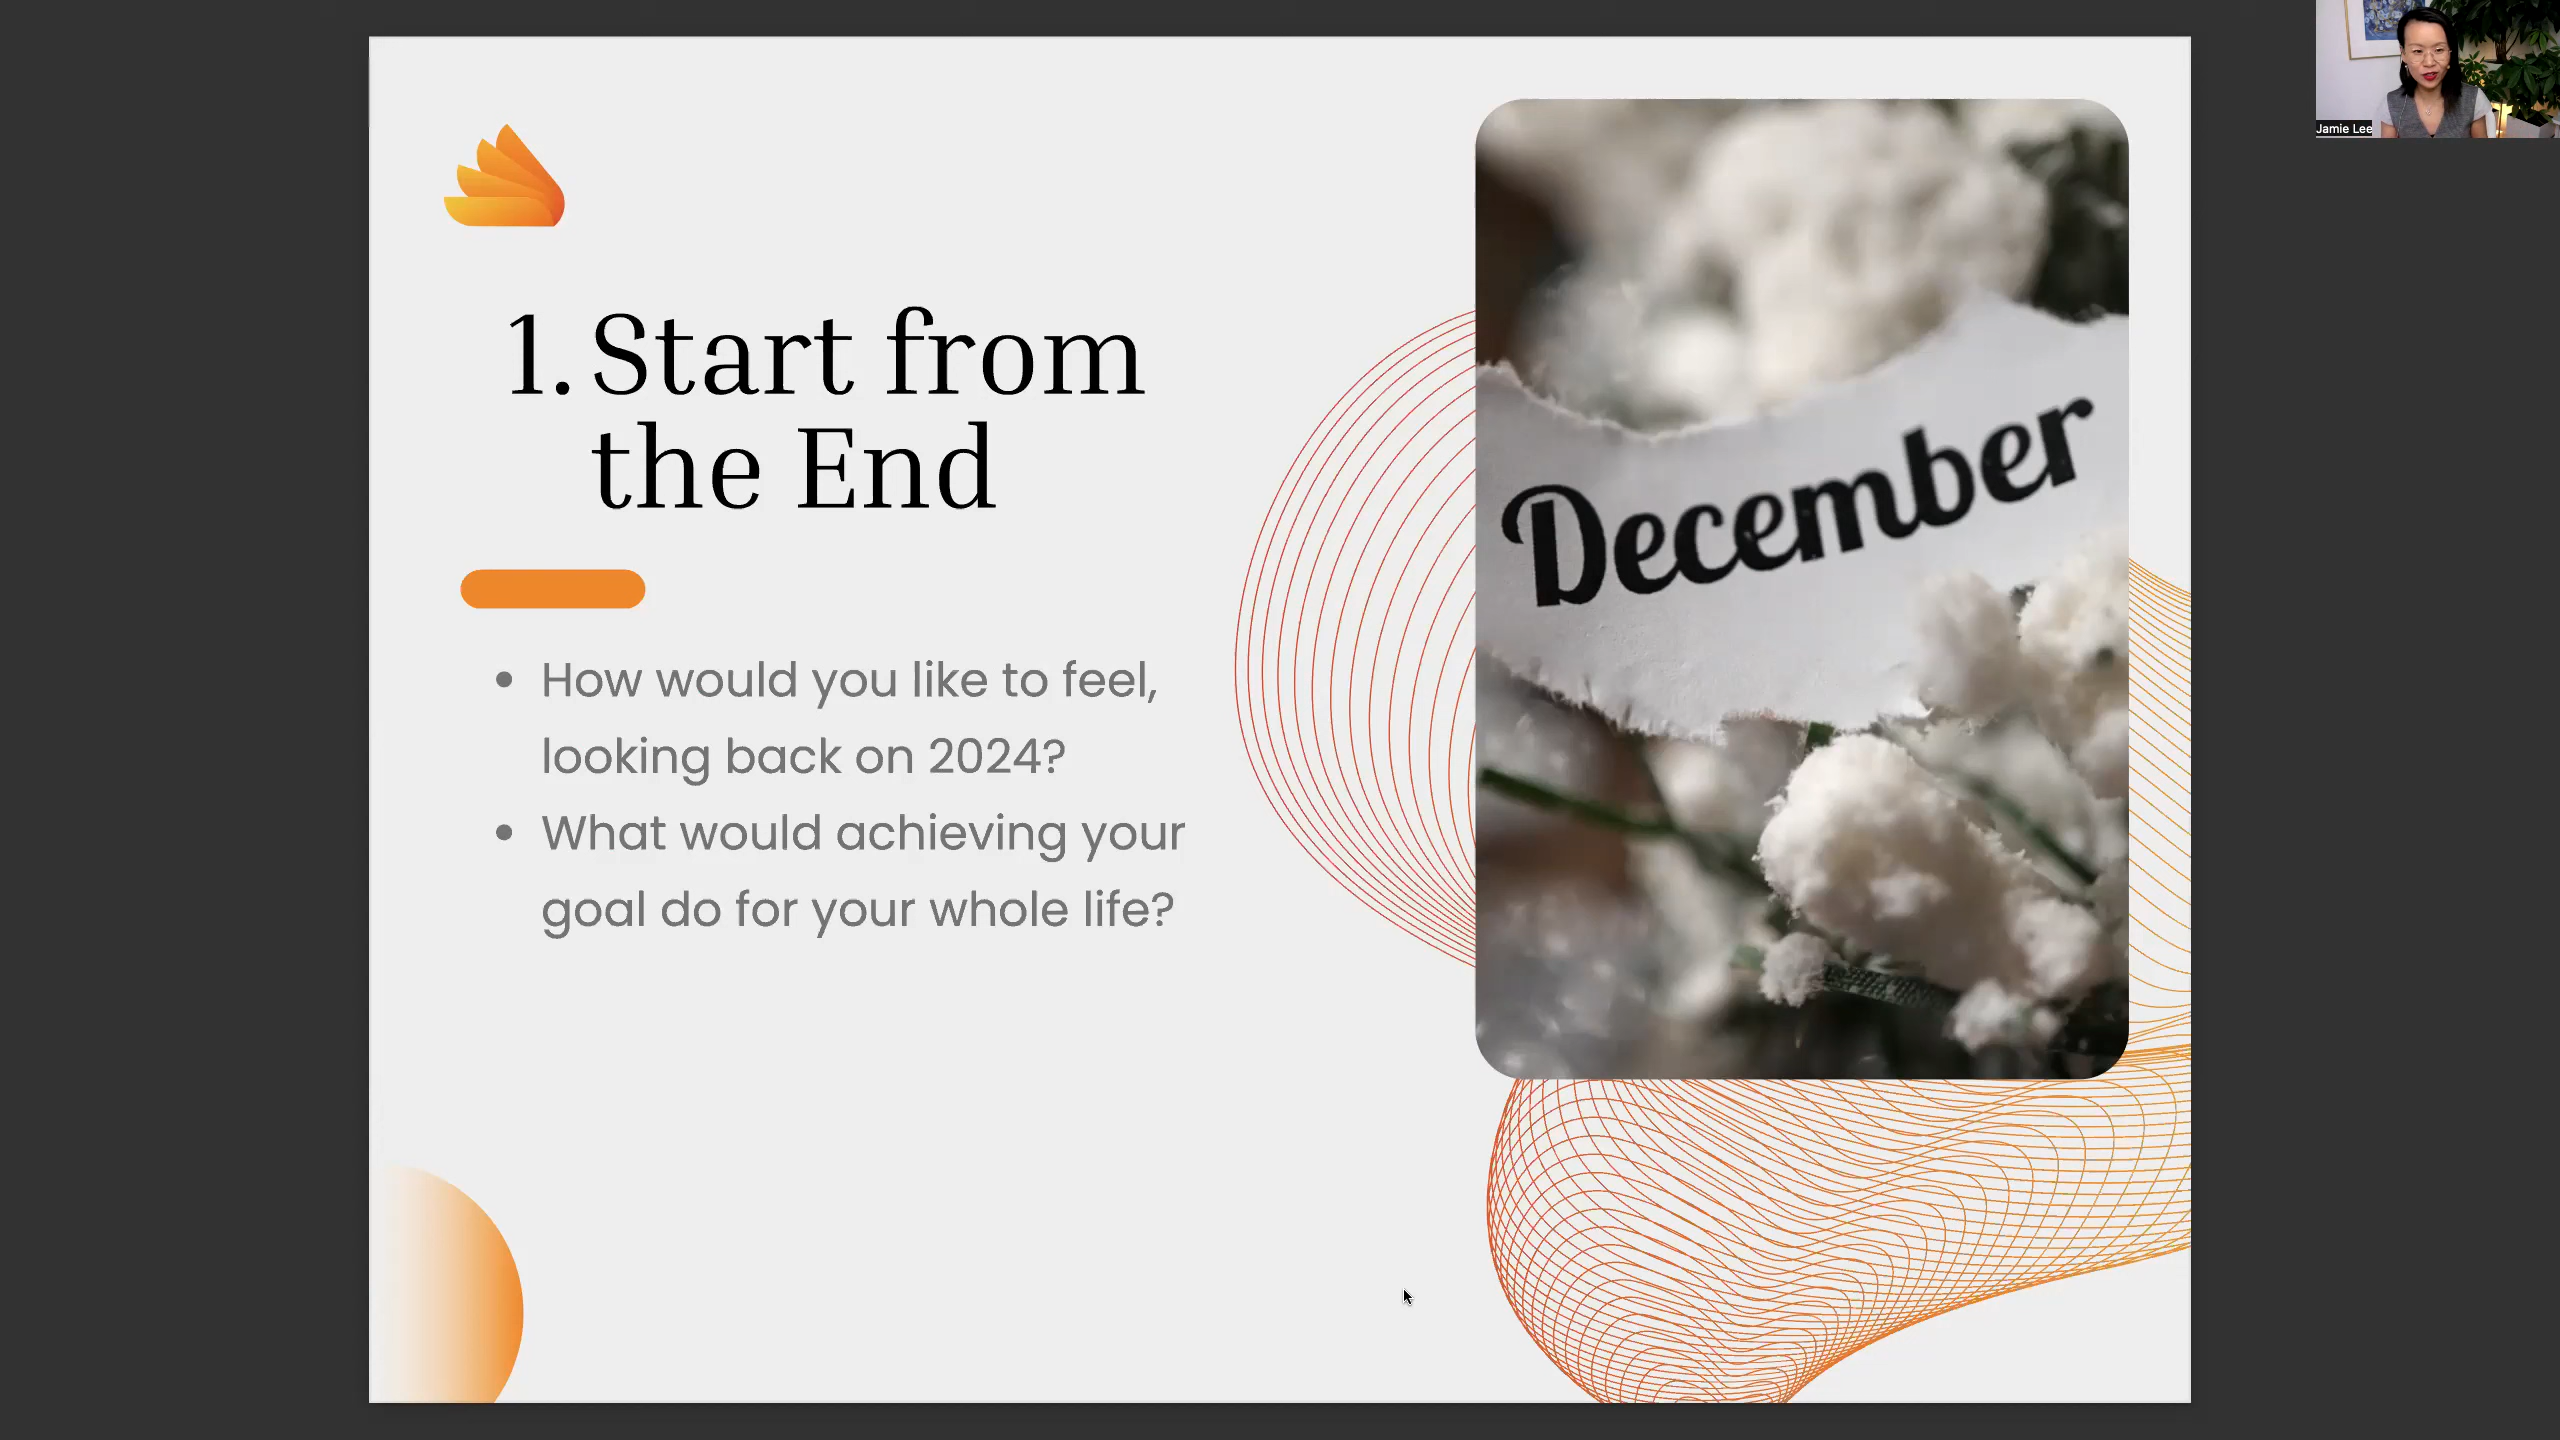 Jamie Lee
1. Start from
the End
How would you like to feel,
looking back on 2024?
What would achieving your
goal do for your whole life?
December